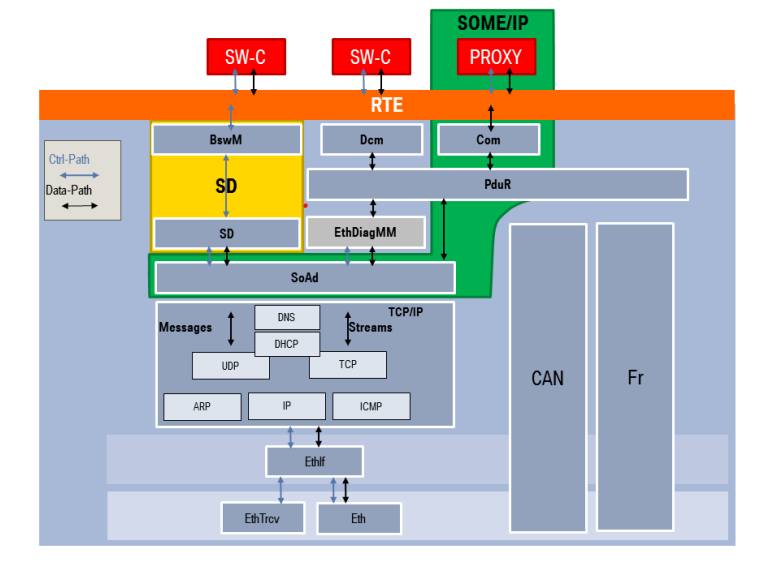 SOME/IP
SW-C
SW-C
PROXY
RTE
BswM
Dcm
Com
Ctrl-Path
Data-Path
SD
PduR
SD
EthDiagMM
SoAd
TCP/IP
DNS
Messages
Streams
DHCP
UDP
TCP
ARP
IP
ICMP
CAN
Fr
EthIf
EthTrcv
Eth